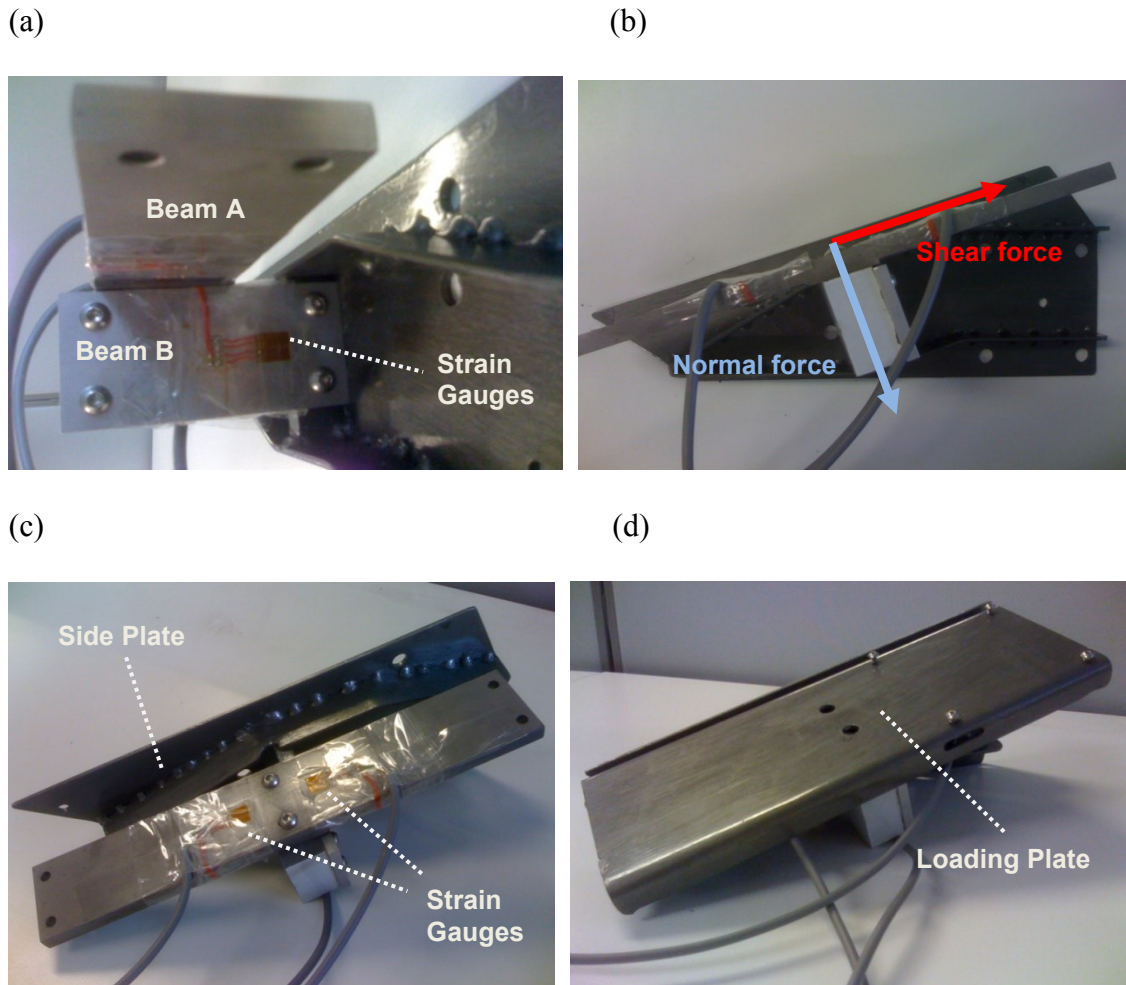 (a)
(b)
Beam A
Beam B
Strain
Gauges
Shear force
Normal force
(c)
(d)
Side Plate
Strain
Gauges
Loading Plate